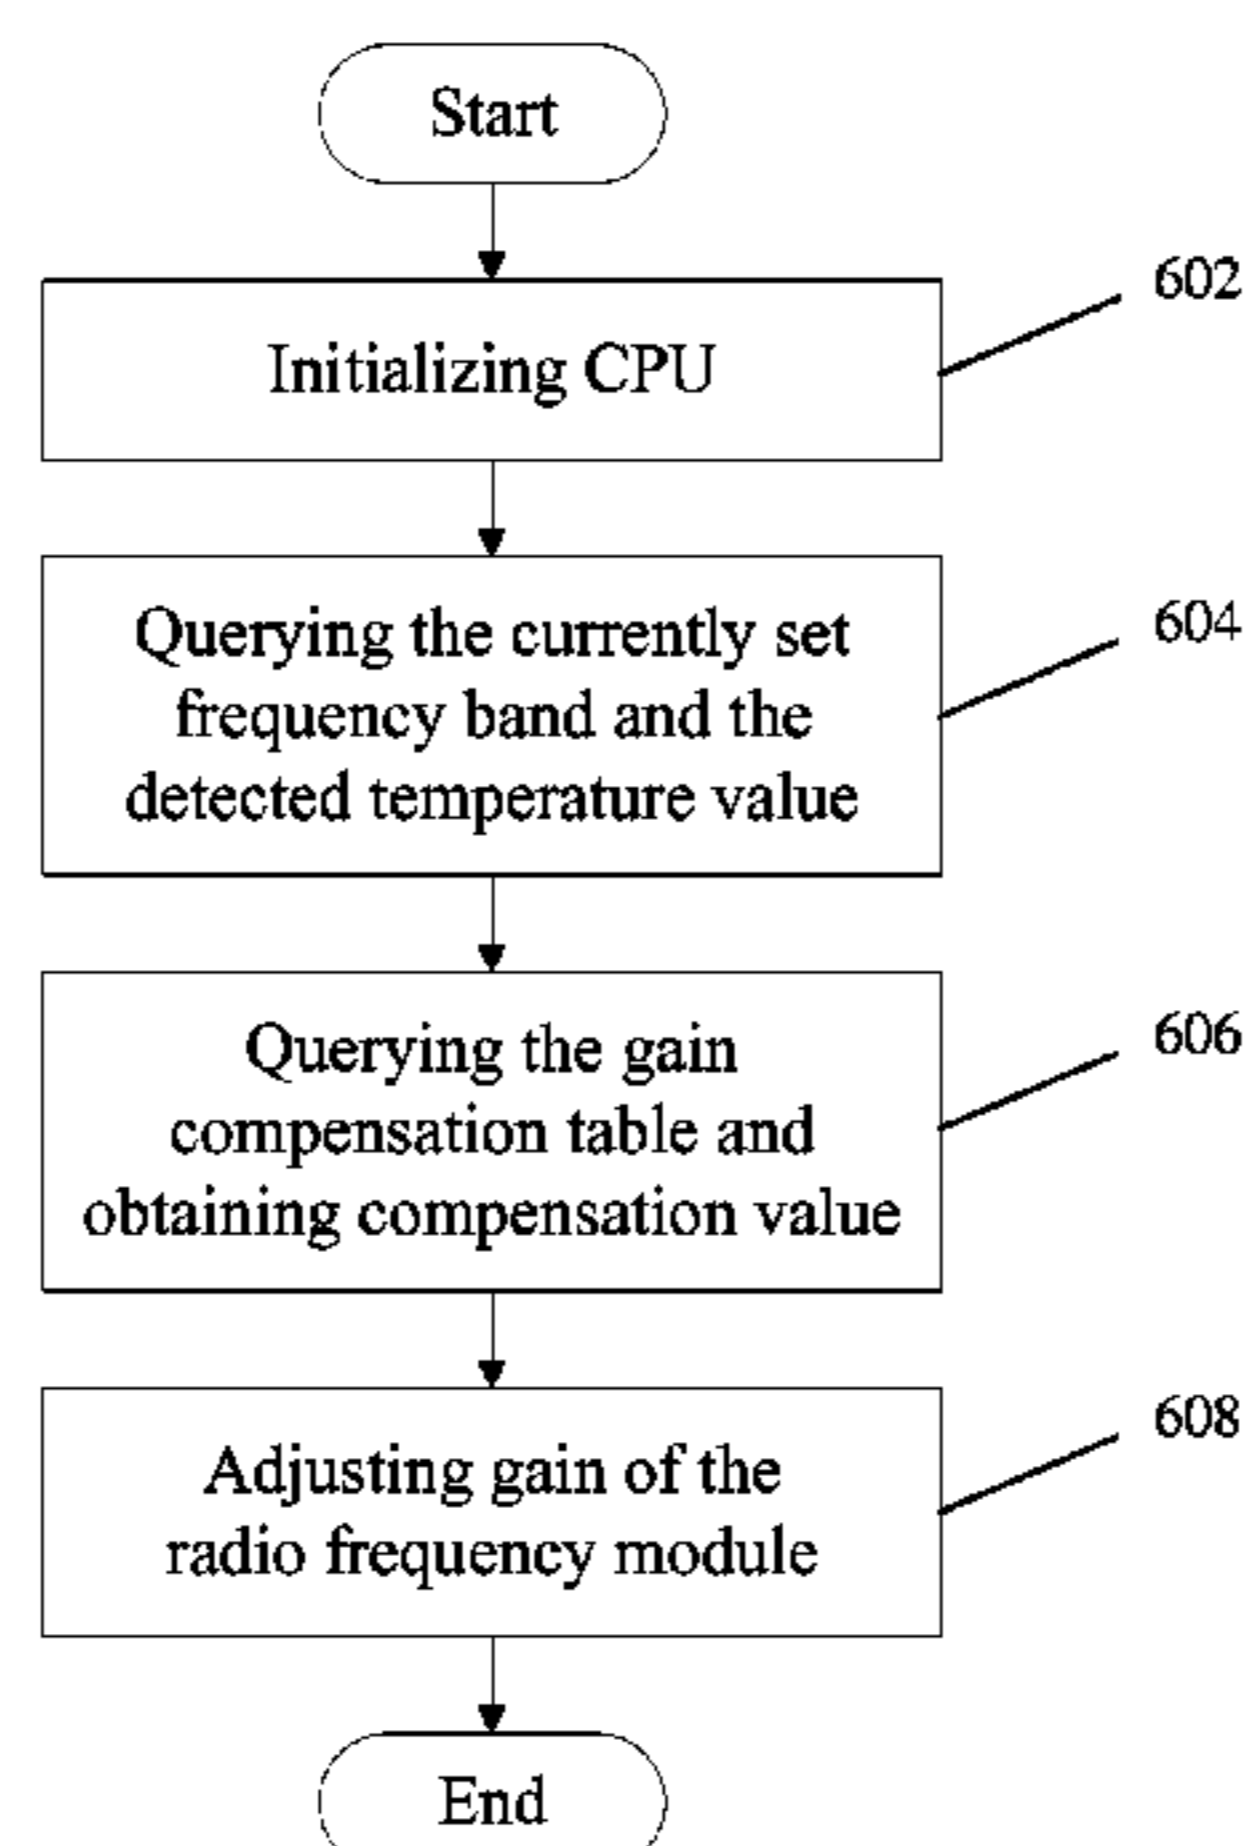 Start
602
Initializing CPU
604
Querying the currently set
frequency band and the
detected temperature value
606
Querying the gain
compensation table and
obtaining compensation value
608
Adjusting gain of the
radio frequency module
End